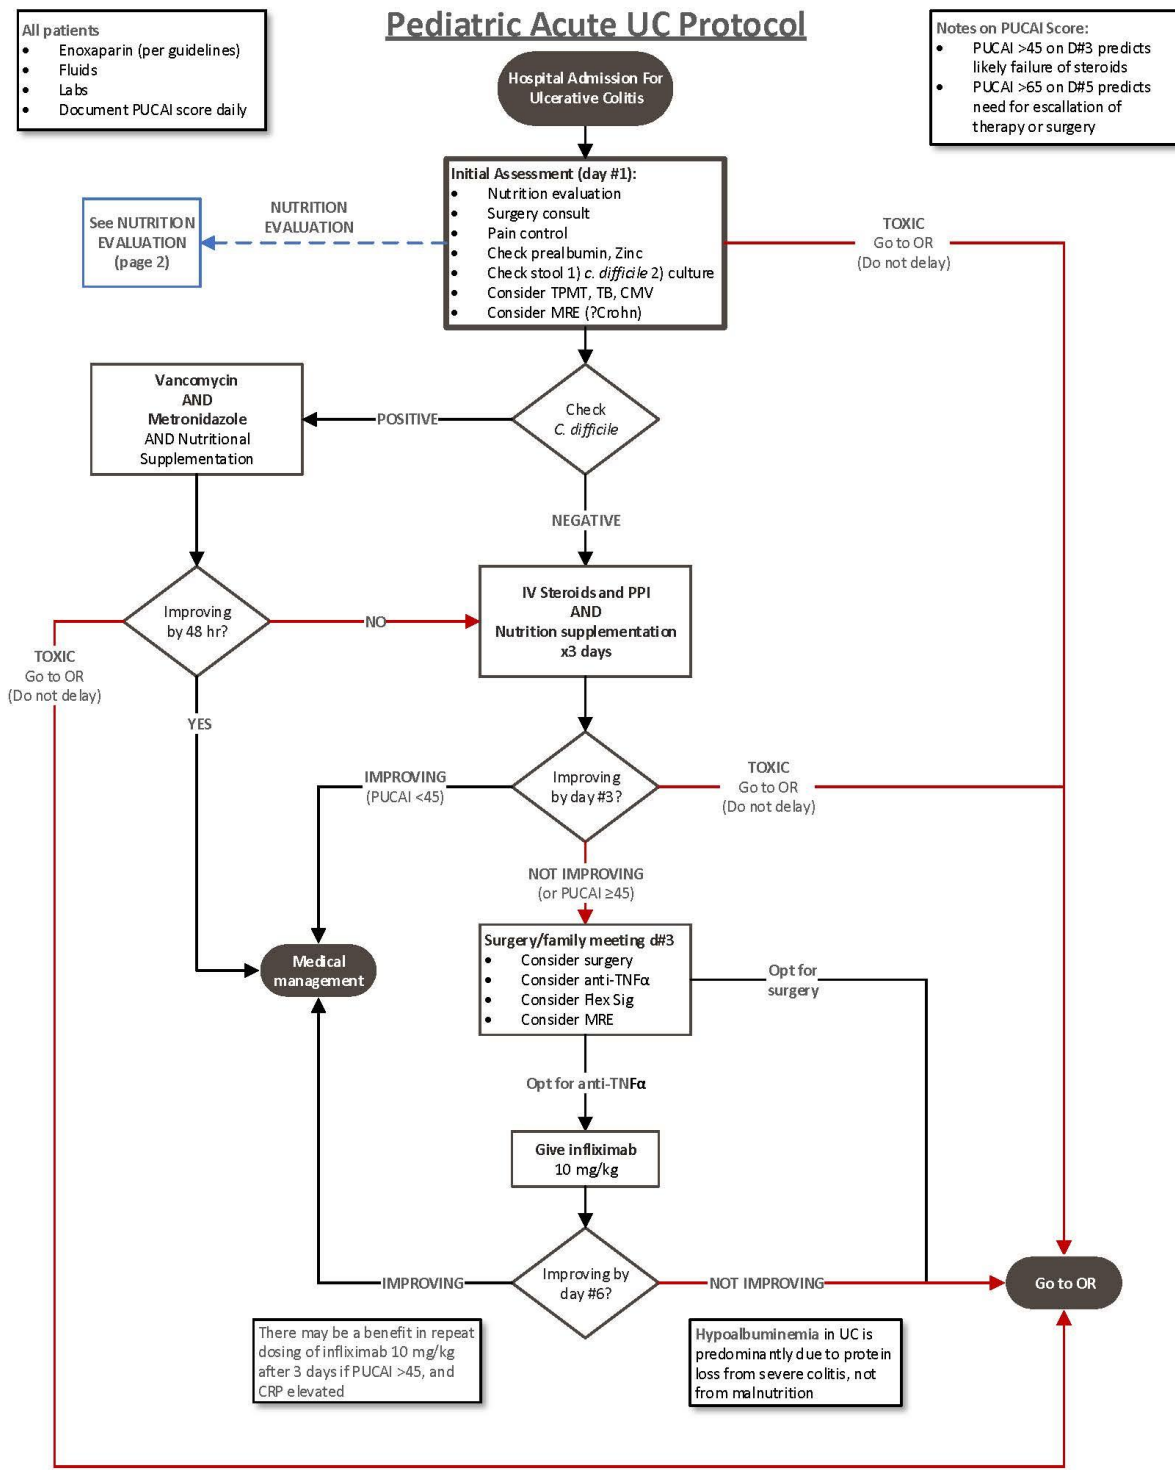 Pediatric Acute UC Protocol
All patients
• Enoxaparin (per guidelines)
• Fluids
• Labs
• Document PUCAI score daily
Notes on PUCAI Score:
• PUCAI >45 on D#3 predicts
likely failure of steroids
• PUCAI >65 on D#5 predicts
need for escallation of
therapy or surgery
Hospital Admission For
Ulcerative Colitis
Initial Assessment (day #1):
• Nutrition evaluation
• Surgery consult
• Pain control
• Check prealbumin, Zinc
• Check stool 1) c. difficile 2) culture
• Consider TPMT, TB, CMV
• Consider MRE (?Crohn)
NUTRITION
EVALUATION
See NUTRITION
EVALUATION
(page 2)
TOXIC
Go to OR
(Do not delay)
Check
C. difficile
POSITIVE
Vancomycin
AND
Metronidazole
AND Nutritional
Supplementation
NEGATIVE
IV Steroids and PPI
AND
Nutrition supplementation
x3 days
Improving
by 48 hr?
NO
TOXIC
Go to OR
(Do not delay)
YES
Improving
by day #3?
IMPROVING
(PUCAI <45)
TOXIC
Go to OR
(Do not delay)
NOT IMPROVING
(or PUCAI ≥45)
Surgery/family meeting d#3
• Consider surgery
• Consider anti-TNFα
• Consider Flex Sig
• Consider MRE
Opt for
surgery
Medical
management
Opt for anti-TNFα
Give infliximab
10 mg/kg
Improving by
day #6?
IMPROVING
NOT IMPROVING
Go to OR
There may be a benefit in repeat
dosing of infliximab 10 mg/kg
after 3 days if PUCAI >45, and
CRP elevated
Hypoalbuminemia in UC is
predominantly due to protein
loss from severe colitis, not
from malnutrition